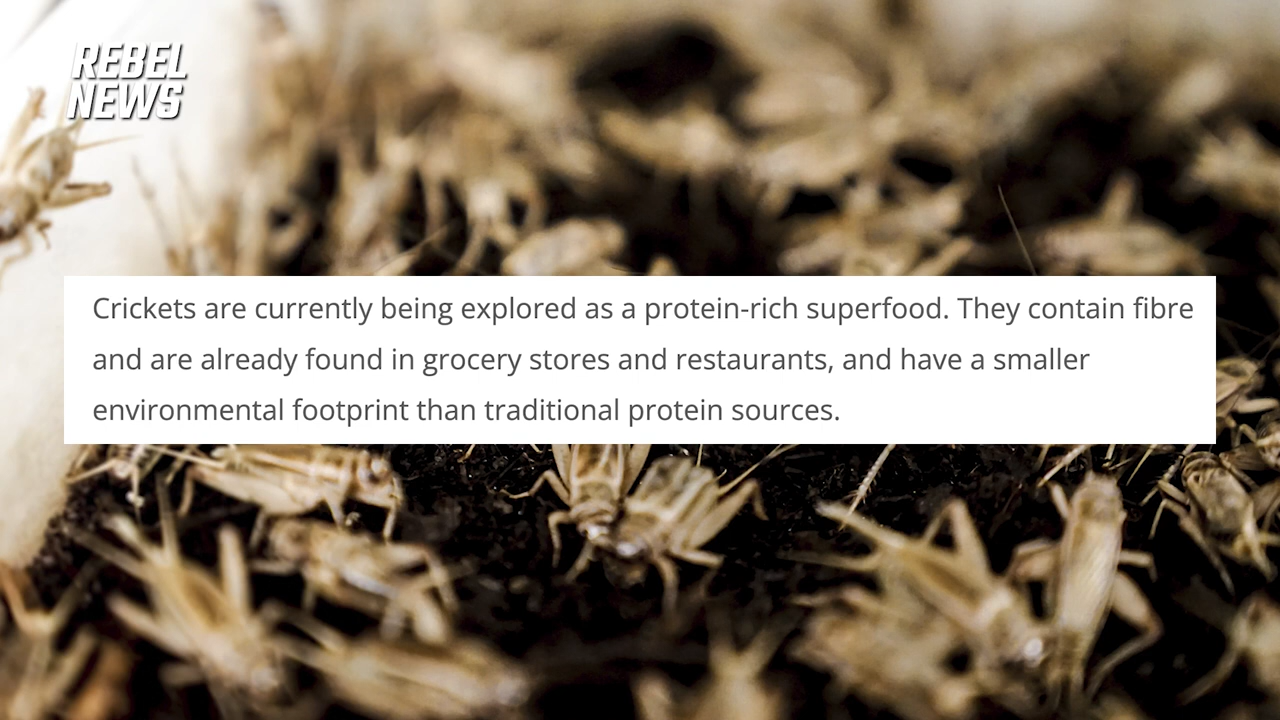 REBEL
NEWS
Crickets are currently being explored as a protein-rich superfood. They contain fibre
and are already found in grocery stores and restaurants, and have a smaller
environmental footprint than traditional protein sources.